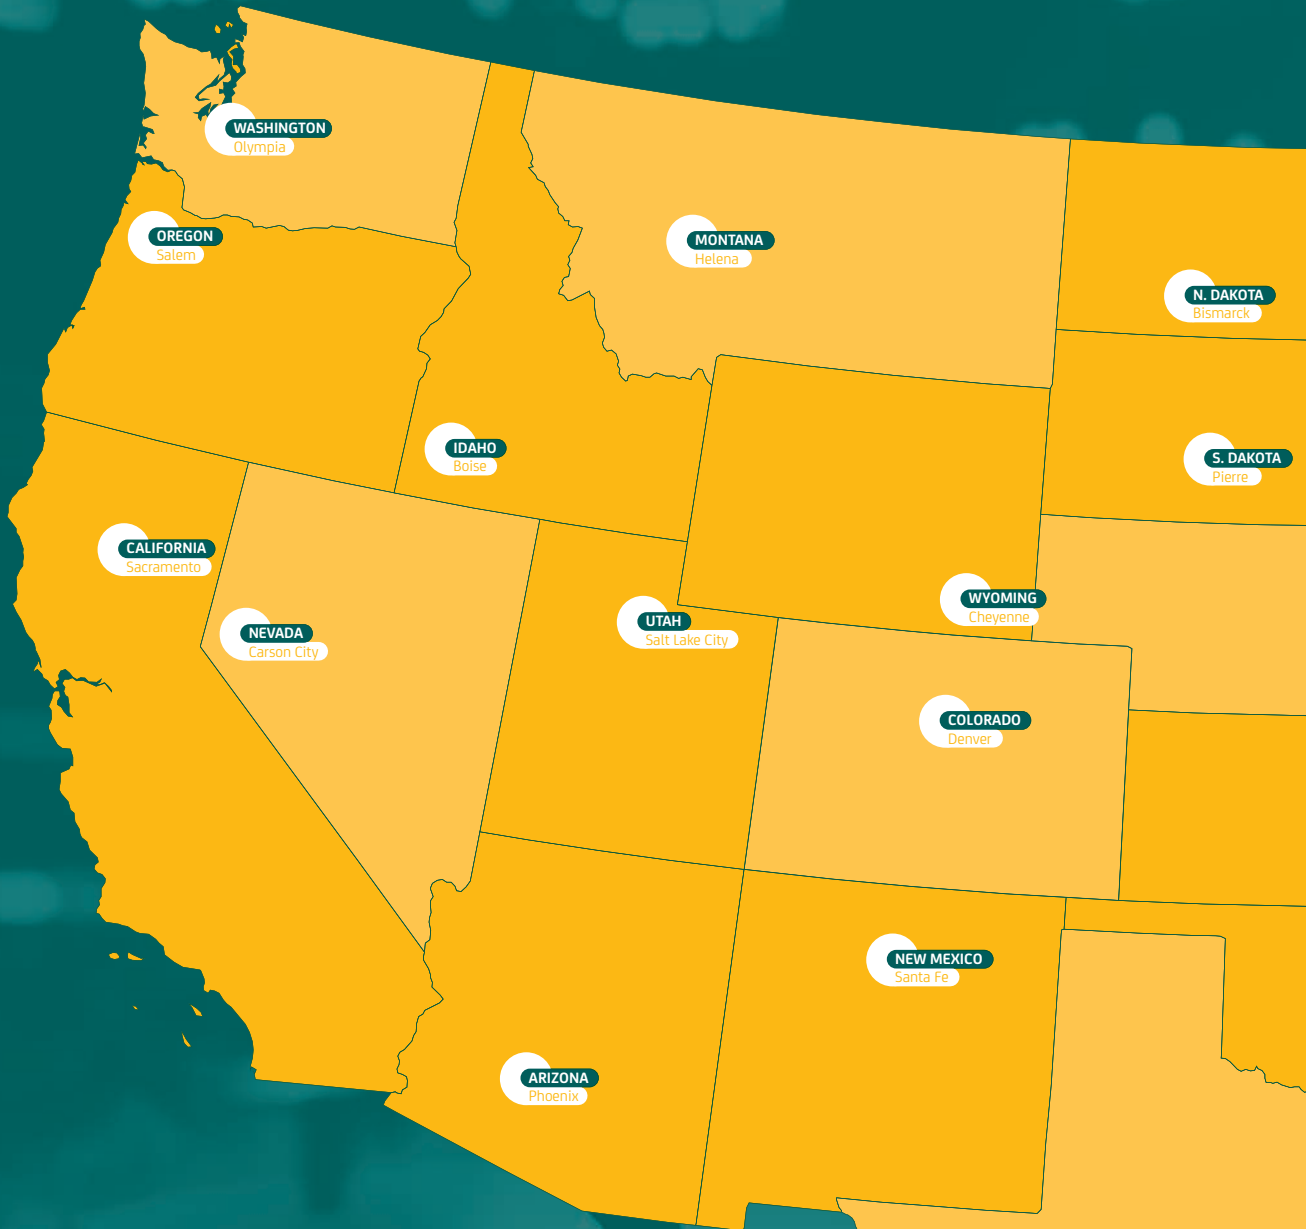 WASHINGTON
Olympia
OREGON
Salem
MONTANA
Helena
N. DAKOTA
Bismarck
IDAHO
Boise
S. DAKOTA
Pierre
CALIFORNIA
Sacramento
WYOMING
Cheyenne
UTAH
Salt Lake City
NEVADA
Carson City
COLORADO
Denver
NEW MEXICO
Santa Fe
ARIZONA
Phoenix